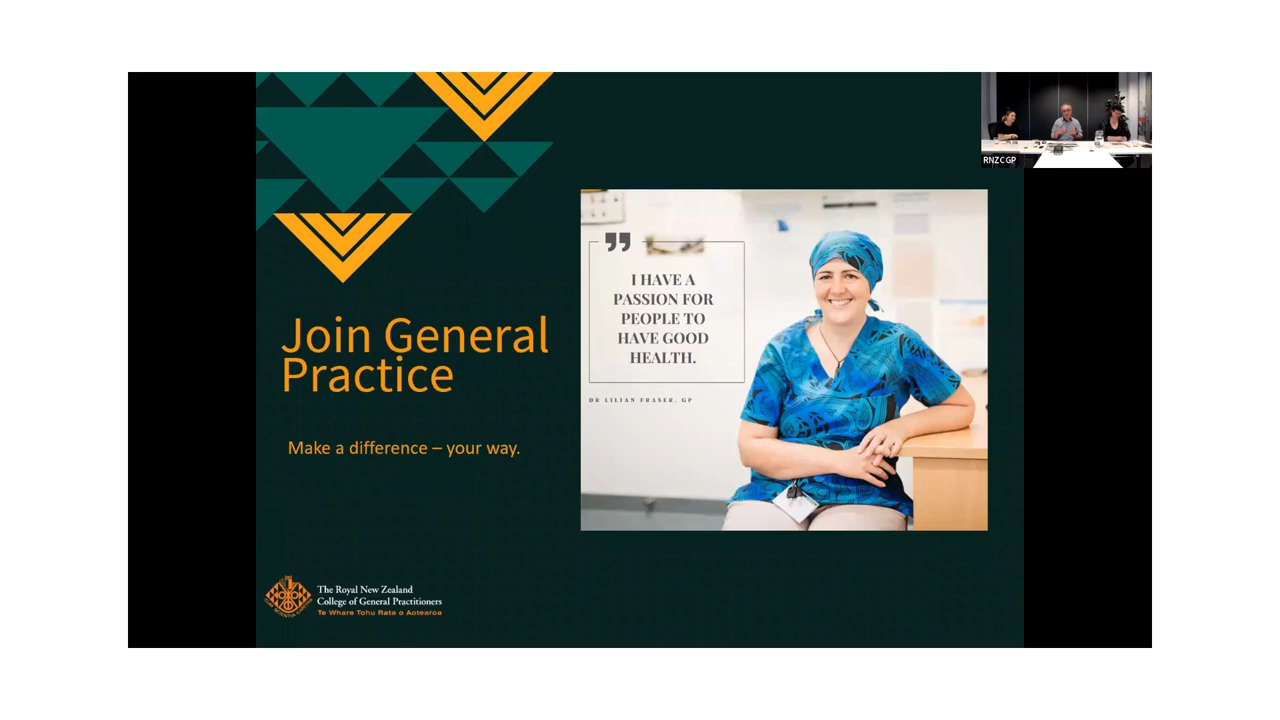 RNZCGP
”
I HAVE A
PASSION FOR
PEOPLE TO
HAVE GOOD
HEALTH.
DR LILIAN FRASER, GP
Join General
Practice
Make a difference – your way.
The Royal New Zealand
College of General Practitioners
Te Whare Tohu Rata o Aotearoa